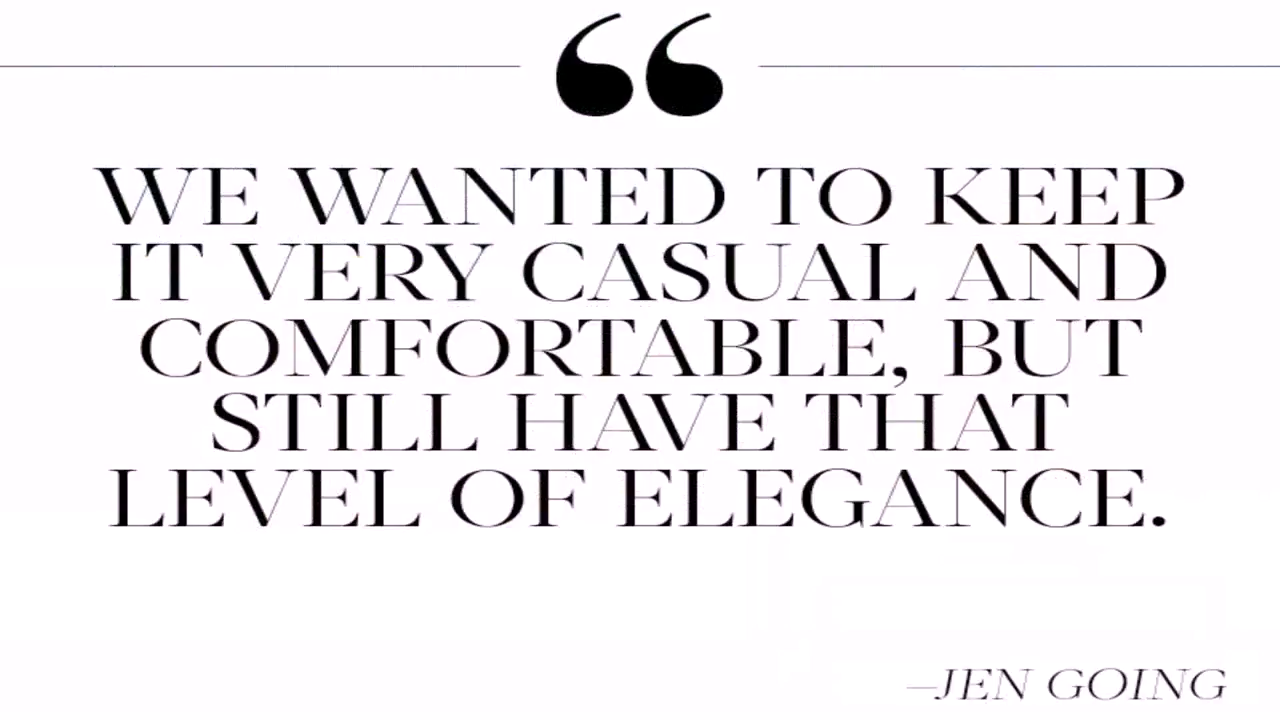 “
WE WANTED TO KEEP
IT VERY CASUAL AND
COMFORTABLE, BUT
STILL HAVE THAT
LEVEL OF ELEGANCE.
–JEN GOING